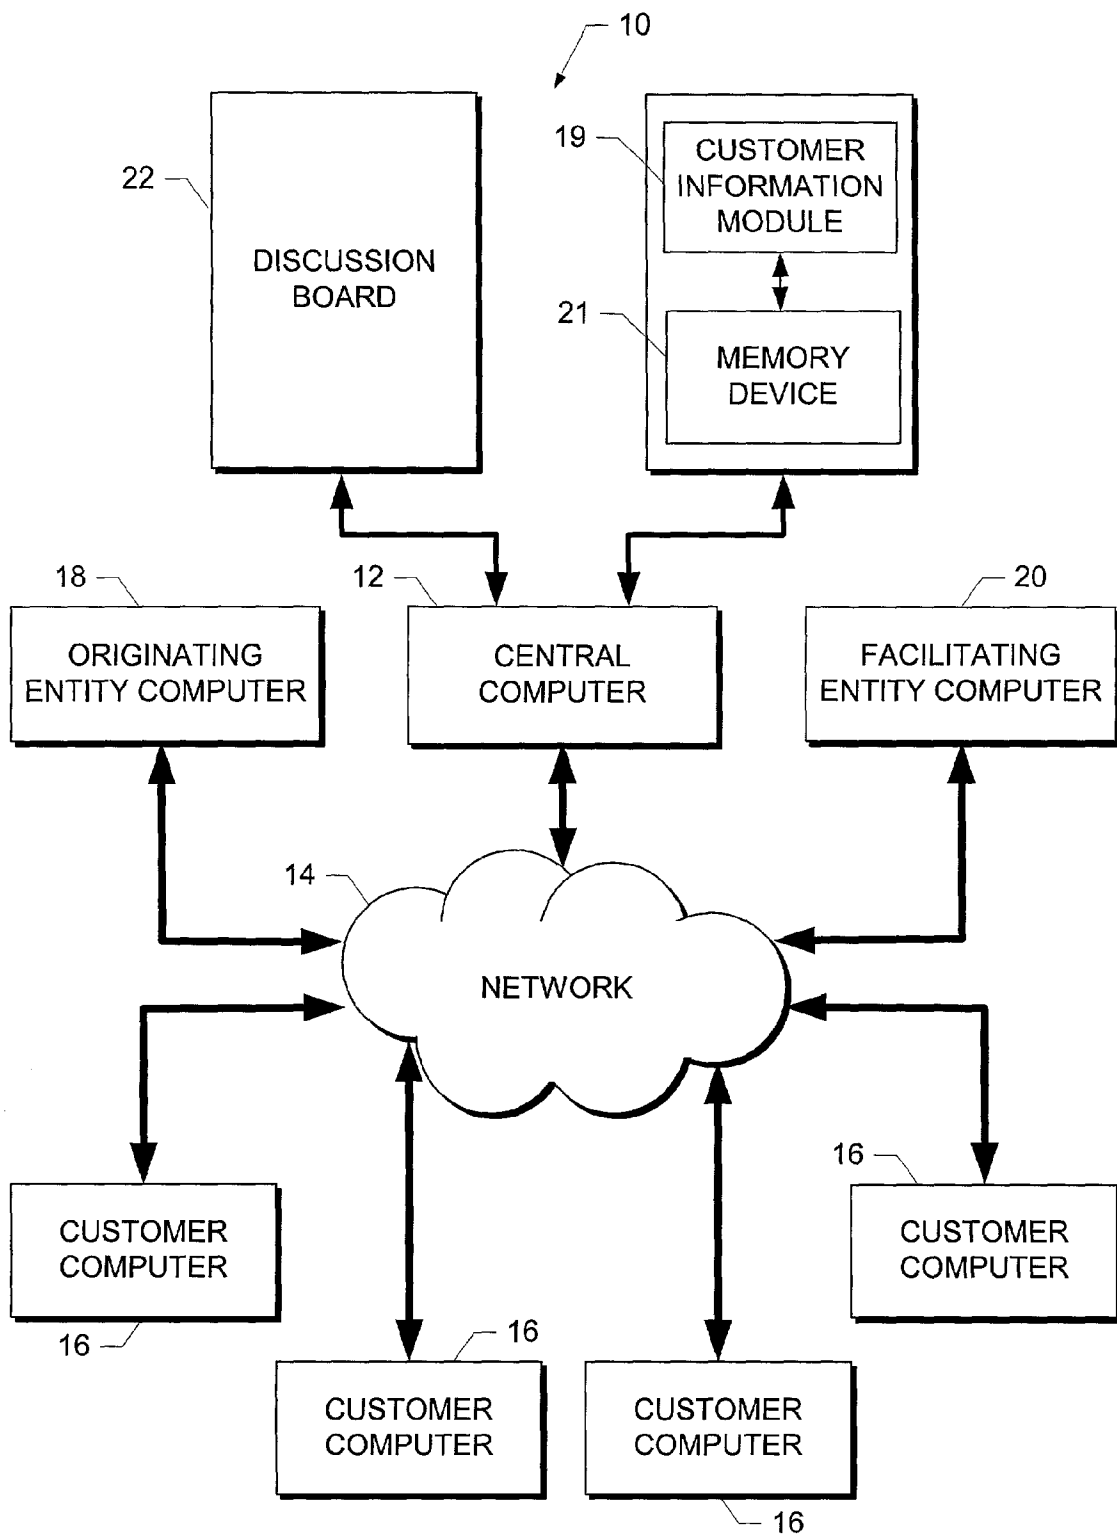 10
22
DISCUSSION
BOARD
19
CUSTOMER
INFORMATION
MODULE
21
MEMORY
DEVICE
18
ORIGINATING
ENTITY COMPUTER
12
CENTRAL
COMPUTER
20
FACILITATING
ENTITY COMPUTER
14
NETWORK
CUSTOMER
COMPUTER
16
16
CUSTOMER
COMPUTER
CUSTOMER
COMPUTER
16
16
CUSTOMER
COMPUTER